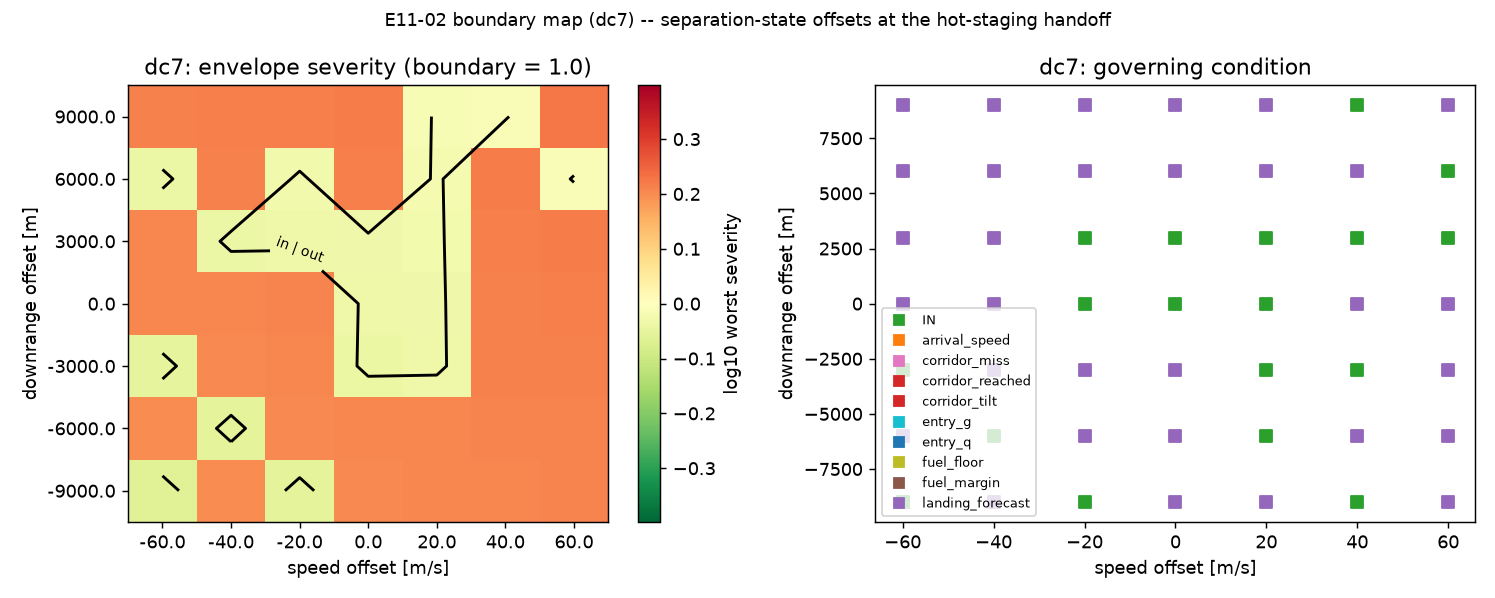 E11-02 boundary map (dc7) -- separation-state offsets at the hot-staging handoff
dc7: envelope severity (boundary = 1.0)
downrange offset [m]
9000.0
6000.0
3000.0
0.0
-3000.0
-6000.0
-9000.0
in | out
-60.0 -40.0 -20.0 0.0 20.0 40.0 60.0
speed offset [m/s]
0.3
0.2
0.1
0.0
−0.1
−0.2
−0.3
log10 worst severity
dc7: governing condition
downrange offset [m]
7500
5000
2500
0
−2500
−5000
−7500
IN
arrival_speed
corridor_miss
corridor_reached
corridor_tilt
entry_g
entry_q
fuel_floor
fuel_margin
landing_forecast
−60 −40 −20 0 20 40 60
speed offset [m/s]